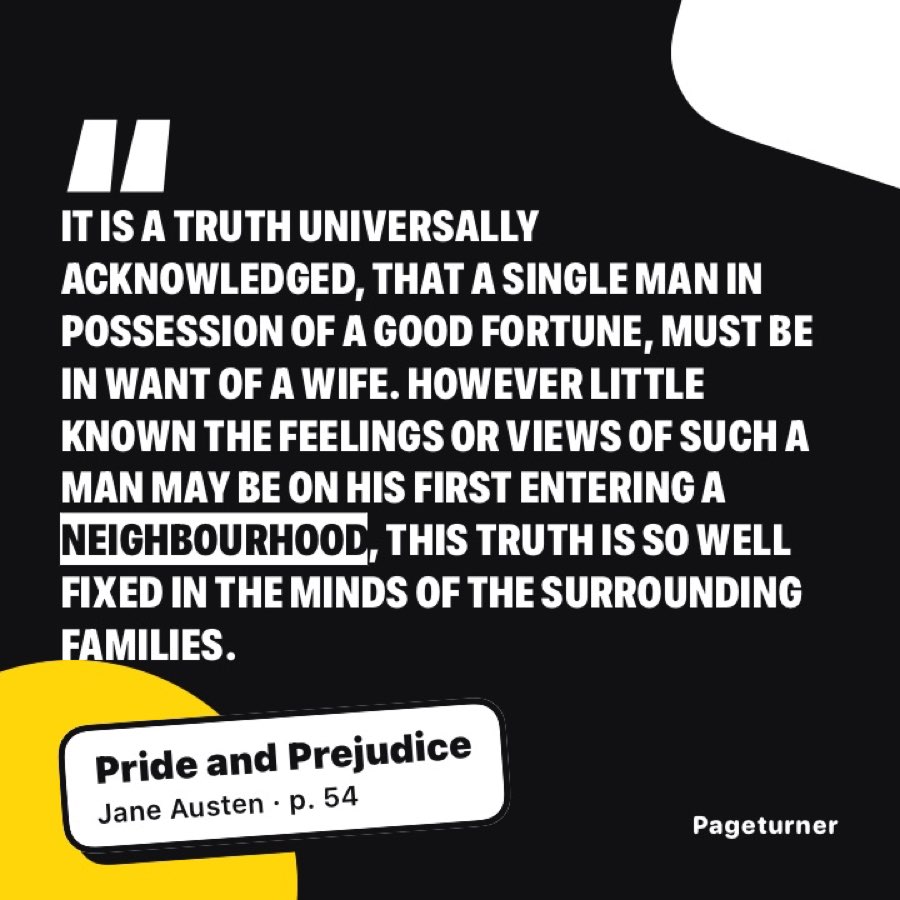 "
IT IS A TRUTH UNIVERSALLY
ACKNOWLEDGED, THAT A SINGLE MAN IN
POSSESSION OF A GOOD FORTUNE, MUST BE
IN WANT OF A WIFE. HOWEVER LITTLE
KNOWN THE FEELINGS OR VIEWS OF SUCH A
MAN MAY BE ON HIS FIRST ENTERING A
NEIGHBOURHOOD, THIS TRUTH IS SO WELL
FIXED IN THE MINDS OF THE SURROUNDING
FAMILIES.
Pride and Prejudice
Jane Austen · p. 54
Pageturner